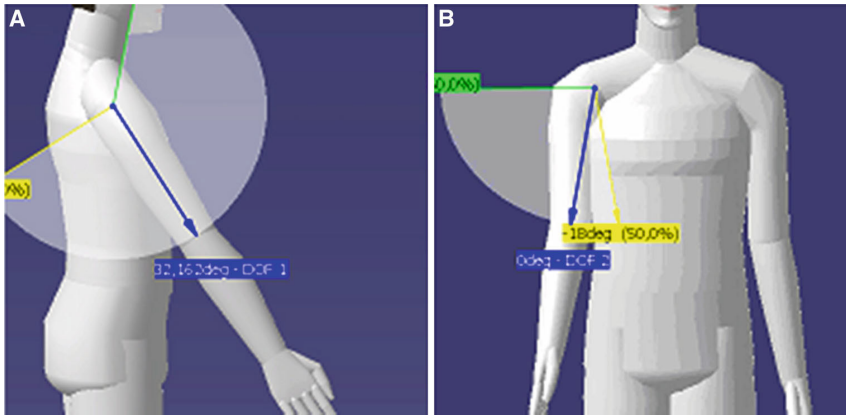 A
B
0,0%)
%)
-18deg (50,0%)
32,162deg - DOF 1
0deg - DOF 2